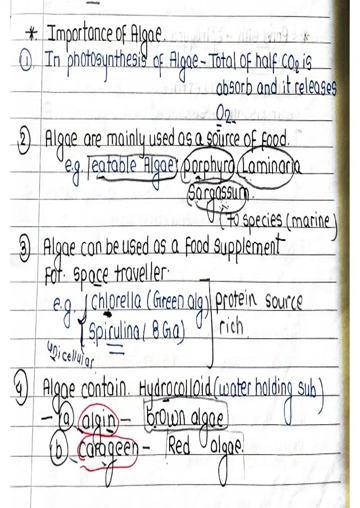 * Importance of Algae. *
① In photosynthesis of Algae - Total of half CO2 is
absorb and it releases
O2.
② Algae are mainly used as a source of food.
e.g. eatable Algae, porphyra Laminaria
Sargassum.
(70 species (marine)
③ Algae can be used as a food supplement
For space traveller.
e.g. Chlorella (Green alg) protein source
Spirulina (BGa) rich.
unicellular
④ Algae contain. Hydrocolloid (water holding sub)
- ⓐ algin - brown algae
ⓑ carageen - Red algae.